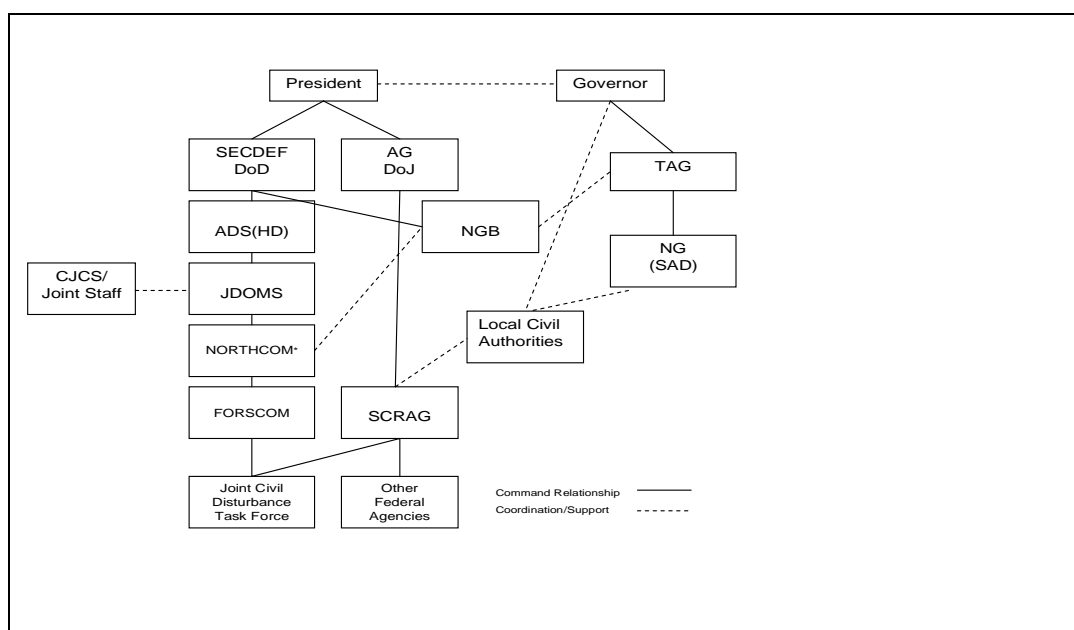 President
Governor
SECDEF
DoD
AG
DoJ
TAG
ADS(HD)
NGB
NG
(SAD)
CJCS/
Joint Staff
JDOMS
Local Civil
Authorities
NORTHCOM*
FORSCOM
SCRAG
Joint Civil
Disturbance
Task Force
Other
Federal
Agencies
Command Relationship
Coordination/Support